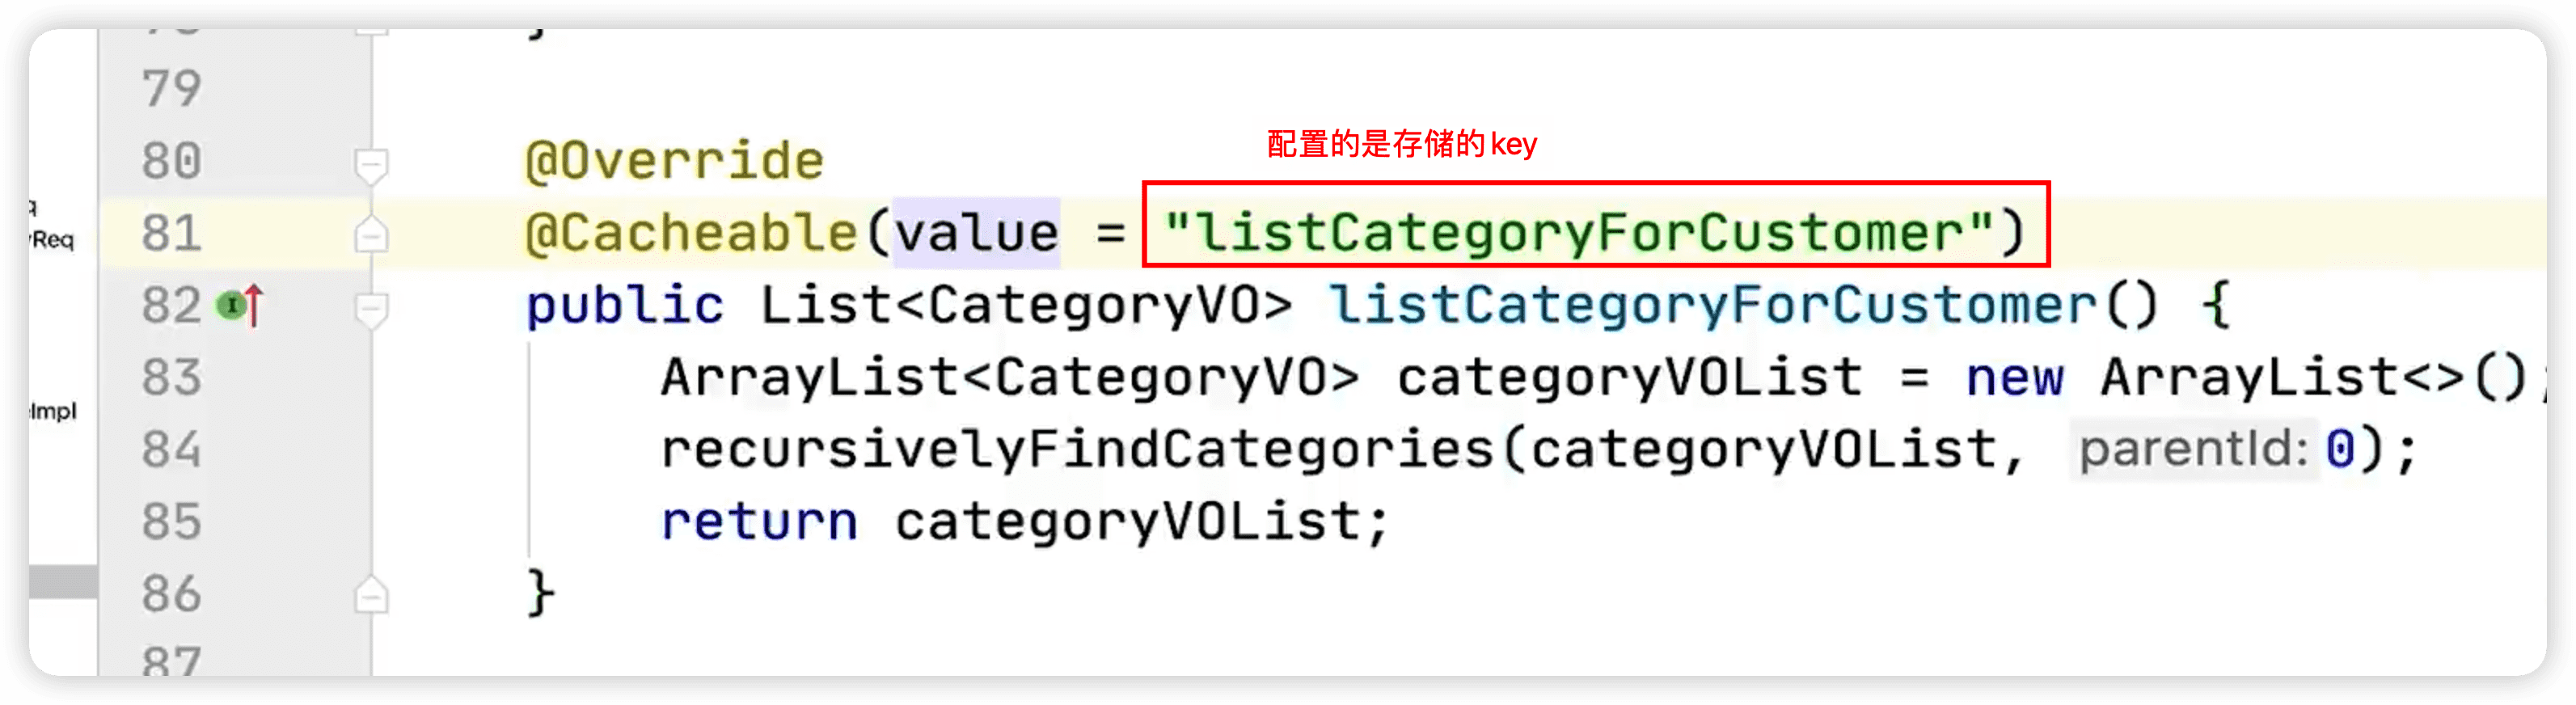 }
79
配置的是存储的key
80 @Override
q
81 @Cacheable(value = "listCategoryForCustomer")
Req
82 public List<CategoryVO> listCategoryForCustomer() {
83 ArrayList<CategoryVO> categoryVOList = new ArrayList<>();
Impl
84 recursivelyFindCategories(categoryVOList, parentId: 0);
85 return categoryVOList;
86 }
87